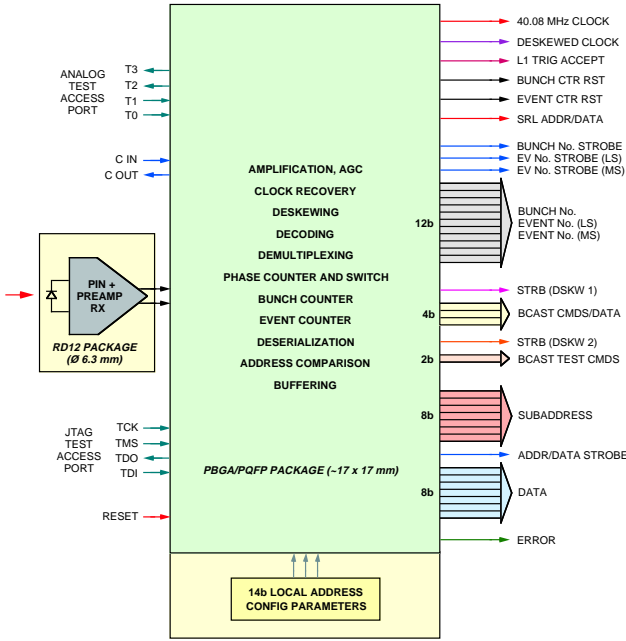 ANALOG
TEST
ACCESS
PORT
T3
T2
T1
T0
C IN
C OUT
PIN +
PREAMP
RX
RD12 PACKAGE
(Ø 6.3 mm)
JTAG
TEST
ACCESS
PORT
TCK
TMS
TDO
TDI
RESET
AMPLIFICATION, AGC
CLOCK RECOVERY
DESKEWING
DECODING
DEMULTIPLEXING
PHASE COUNTER AND SWITCH
BUNCH COUNTER
EVENT COUNTER
DESERIALIZATION
ADDRESS COMPARISON
BUFFERING
PBGA/PQFP PACKAGE (~17 x 17 mm)
14b LOCAL ADDRESS
CONFIG PARAMETERS
40.08 MHz CLOCK
DESKEWED CLOCK
L1 TRIG ACCEPT
BUNCH CTR RST
EVENT CTR RST
SRL ADDR/DATA
BUNCH No. STROBE
EV No. STROBE (LS)
EV No. STROBE (MS)
12b
BUNCH No.
EVENT No. (LS)
EVENT No. (MS)
STRB (DSKW 1)
4b
BCAST CMDS/DATA
STRB (DSKW 2)
2b
BCAST TEST CMDS
8b
SUBADDRESS
ADDR/DATA STROBE
8b
DATA
ERROR